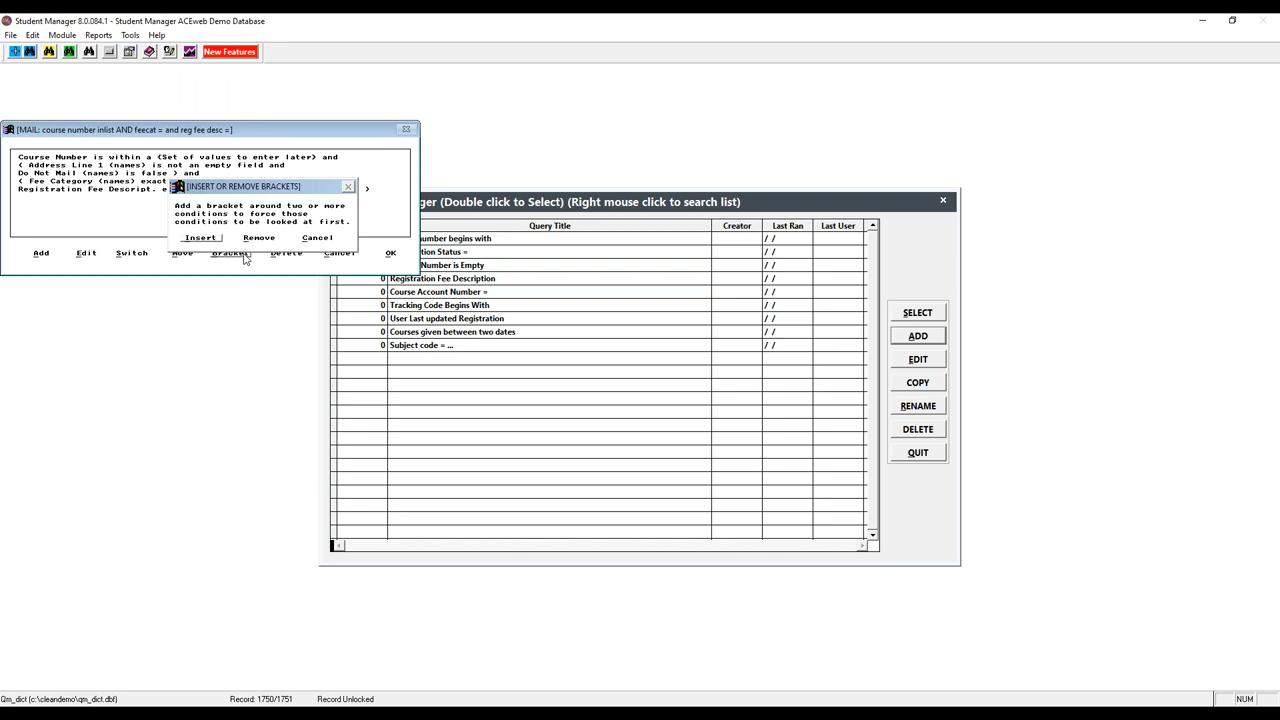 Student Manager 8.0.084.1 - Student Manager ACEweb Demo Database
File Edit Module Reports Tools Help
New Features
[MAIL: course number inlist AND feecat = and reg fee desc =]
Course Number is within a (Set of values to enter later) and
( Address Line 1 (names) is not an empty field and
Do Not Mail (names) is false ) and
( Fee Category (names) exact
Registration Fee Descript. e
[INSERT OR REMOVE BRACKETS]
Add a bracket around two or more
conditions to force those
conditions to be looked at first.
Insert Remove Cancel
Add Edit Switch Move Bracket Delete Cancel OK
ger (Double click to Select) (Right mouse click to search list)
Query Title Creator Last Ran Last User
number begins with / /
tion Status = / /
Number is Empty / /
0 Registration Fee Description / /
0 Course Account Number = / /
0 Tracking Code Begins With / /
0 User Last updated Registration / /
0 Courses given between two dates / /
0 Subject code = ... / /
SELECT
ADD
EDIT
COPY
RENAME
DELETE
QUIT
Qm_dict (c:\cleandemo\qm_dict.dbf) Record: 1750/1751 Record Unlocked NUM